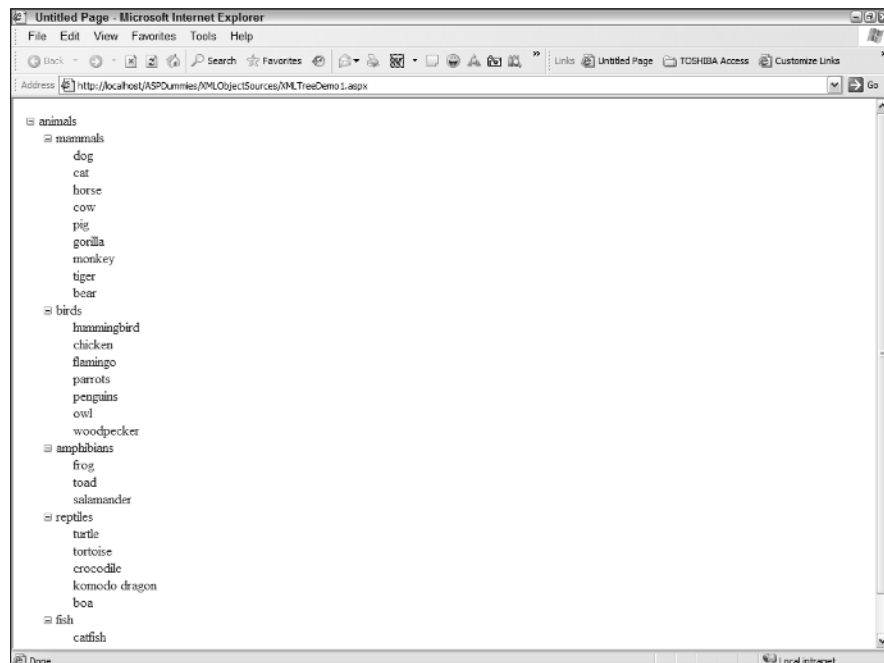 Untitled Page - Microsoft Internet Explorer
File Edit View Favorites Tools Help
Back Search Favorites » Links Untitled Page TOSHIBA Access Customize Links »
Address http://localhost/ASPDummies/XMLObjectSources/XMLTreeDemo1.aspx Go
animals
mammals
dog
cat
horse
cow
pig
gorilla
monkey
tiger
bear
birds
hummingbird
chicken
flamingo
parrots
penguins
owl
woodpecker
amphibians
frog
toad
salamander
reptiles
turtle
tortoise
crocodile
komodo dragon
boa
fish
catfish
Done Local intranet